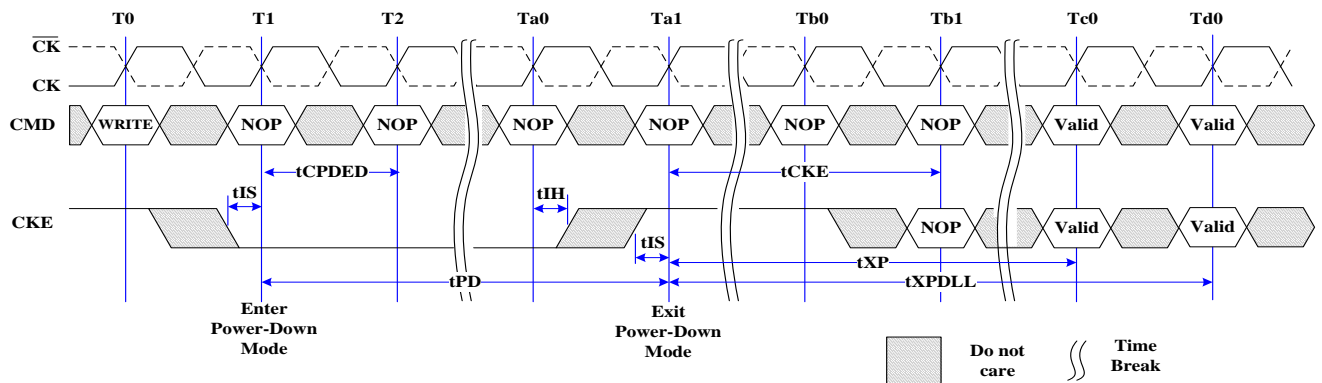 T0 T1 T2 Ta0 Ta1 Tb0 Tb1 Tc0 Td0
CK
CK
CMD WRITE NOP NOP NOP NOP NOP NOP Valid Valid
tCPDED tCKE
tIS tIH
CKE NOP Valid Valid
tIS
tXP
tPD tXPDLL
Enter
Power-Down
Mode
Exit
Power-Down
Mode
Do not
care
Time
Break